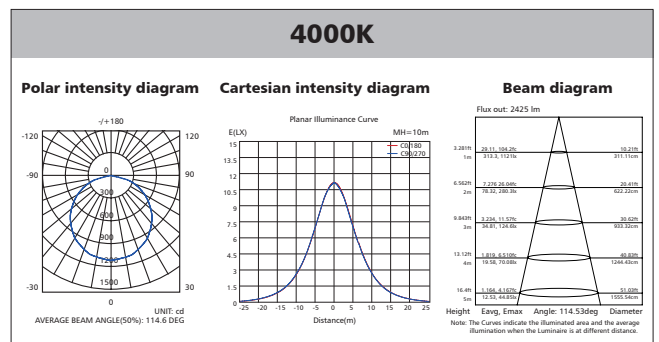 4000K
Polar intensity diagram
Cartesian intensity diagram
Beam diagram
-/+180
-120
120
-90
90
0
300
600
900
1200
1500
-30
30
0
UNIT: cd
AVERAGE BEAM ANGLE(50%): 114.6 DEG
Planar Illuminance Curve
E(LX)
MH=10m
C0/180
C90/270
15
13.5
12
10.5
9
7.5
6
4.5
3
1.5
0
-25 -20 -15 -10 -5 0 5 10 15 20 25
Distance(m)
Flux out: 2425 lm
3.281ft 29.11, 104.2fc 10.21ft
1m 313.3, 1121lx 311.11cm
6.562ft 7.276 26.04fc 20.41ft
2m 78.32, 280.3lx 622.22cm
9.843ft 3.234, 11.57fc 30.62ft
3m 34.81, 124.6lx 933.32cm
13.12ft 1.819, 6.510fc 40.83ft
4m 19.58, 70.08lx 1244.43cm
16.4ft 1.164, 4.167fc 51.03ft
5m 12.53, 44.85lx 1555.54cm
Height Eavg, Emax Angle: 114.53deg Diameter
Note: The Curves indicate the illuminated area and the average
illumination when the Luminaire is at different distance.